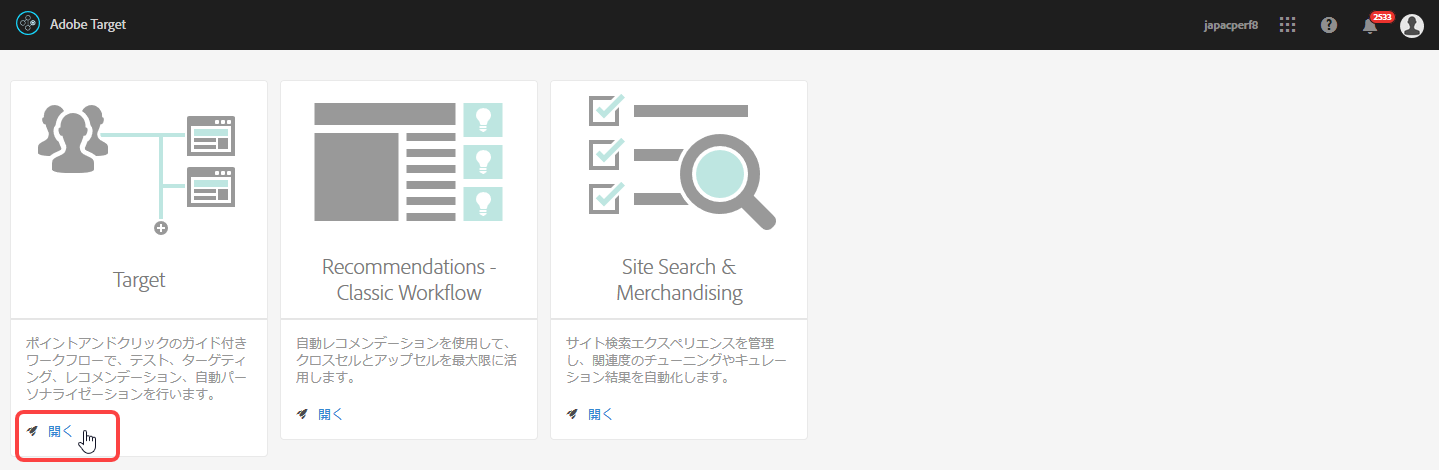 Adobe Target
japacperf8
2533
Target
ポイントアンドクリックのガイド付き
ワークフローで、テスト、ターゲティ
ング、レコメンデーション、自動パー
ソナライゼーションを行います。
開く
Recommendations -
Classic Workflow
自動レコメンデーションを使用して、
クロスセルとアップセルを最大限に活
用します。
開く
Site Search &
Merchandising
サイト検索エクスペリエンスを管理
し、関連度のチューニングやキュレー
ション結果を自動化します。
開く